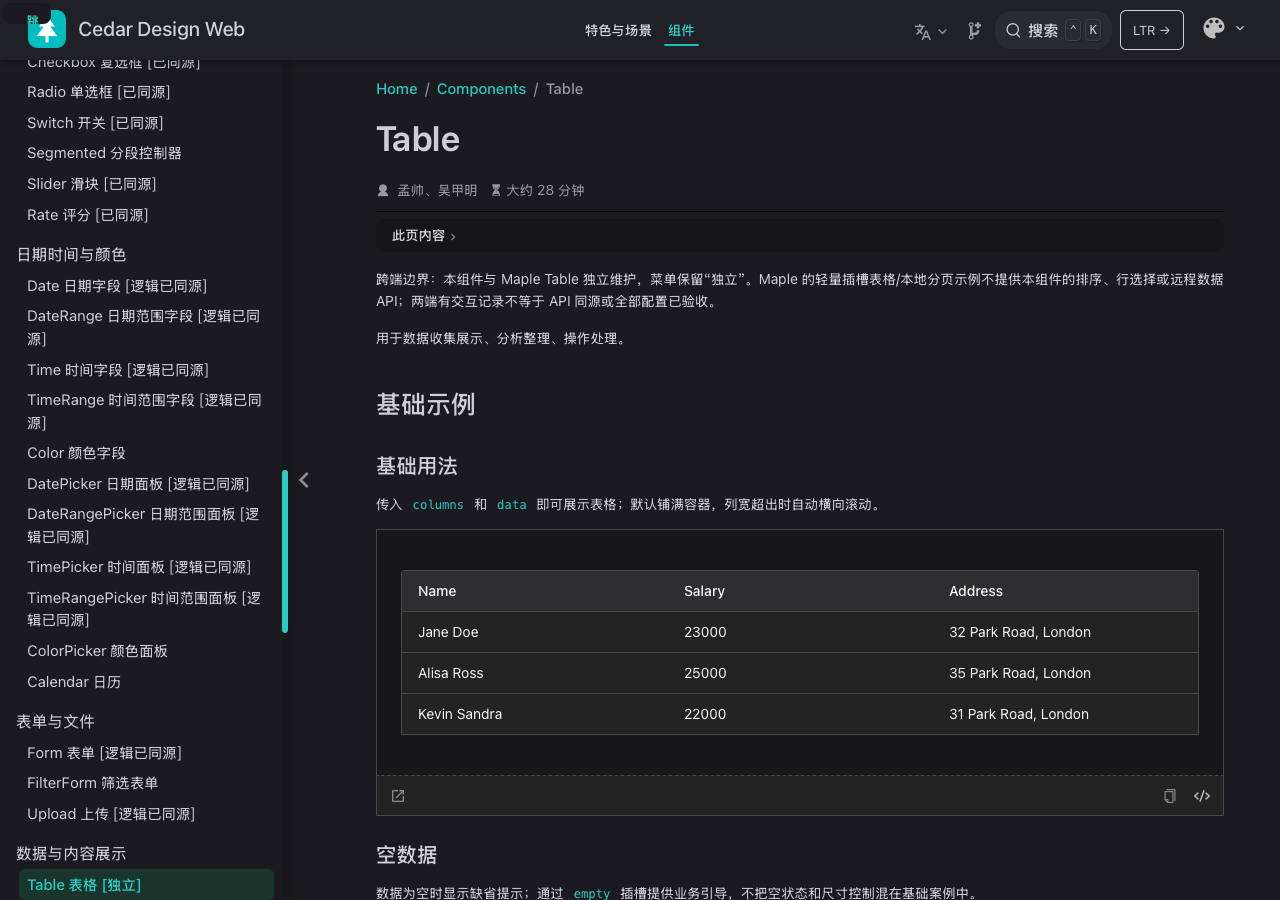 跳
Cedar Design Web
特色与场景 组件
搜索 ^ K
LTR →
Checkbox 复选框 [已同源]
Radio 单选框 [已同源]
Switch 开关 [已同源]
Segmented 分段控制器
Slider 滑块 [已同源]
Rate 评分 [已同源]
日期时间与颜色
Date 日期字段 [逻辑已同源]
DateRange 日期范围字段 [逻辑已同
源]
Time 时间字段 [逻辑已同源]
TimeRange 时间范围字段 [逻辑已同
源]
Color 颜色字段
DatePicker 日期面板 [逻辑已同源]
DateRangePicker 日期范围面板 [逻
辑已同源]
TimePicker 时间面板 [逻辑已同源]
TimeRangePicker 时间范围面板 [逻
辑已同源]
ColorPicker 颜色面板
Calendar 日历
表单与文件
Form 表单 [逻辑已同源]
FilterForm 筛选表单
Upload 上传 [逻辑已同源]
数据与内容展示
Table 表格 [独立]
Home / Components / Table
Table
孟帅、吴甲明 大约 28 分钟
此页内容 ›
跨端边界：本组件与 Maple Table 独立维护，菜单保留“独立”。Maple 的轻量插槽表格/本地分页示例不提供本组件的排序、行选择或远程数据
API；两端有交互记录不等于 API 同源或全部配置已验收。
用于数据收集展示、分析整理、操作处理。
基础示例
基础用法
传入 columns 和 data 即可展示表格；默认铺满容器，列宽超出时自动横向滚动。
Name Salary Address
Jane Doe 23000 32 Park Road, London
Alisa Ross 25000 35 Park Road, London
Kevin Sandra 22000 31 Park Road, London
空数据
数据为空时显示缺省提示；通过 empty 插槽提供业务引导，不把空状态和尺寸控制混在基础案例中。